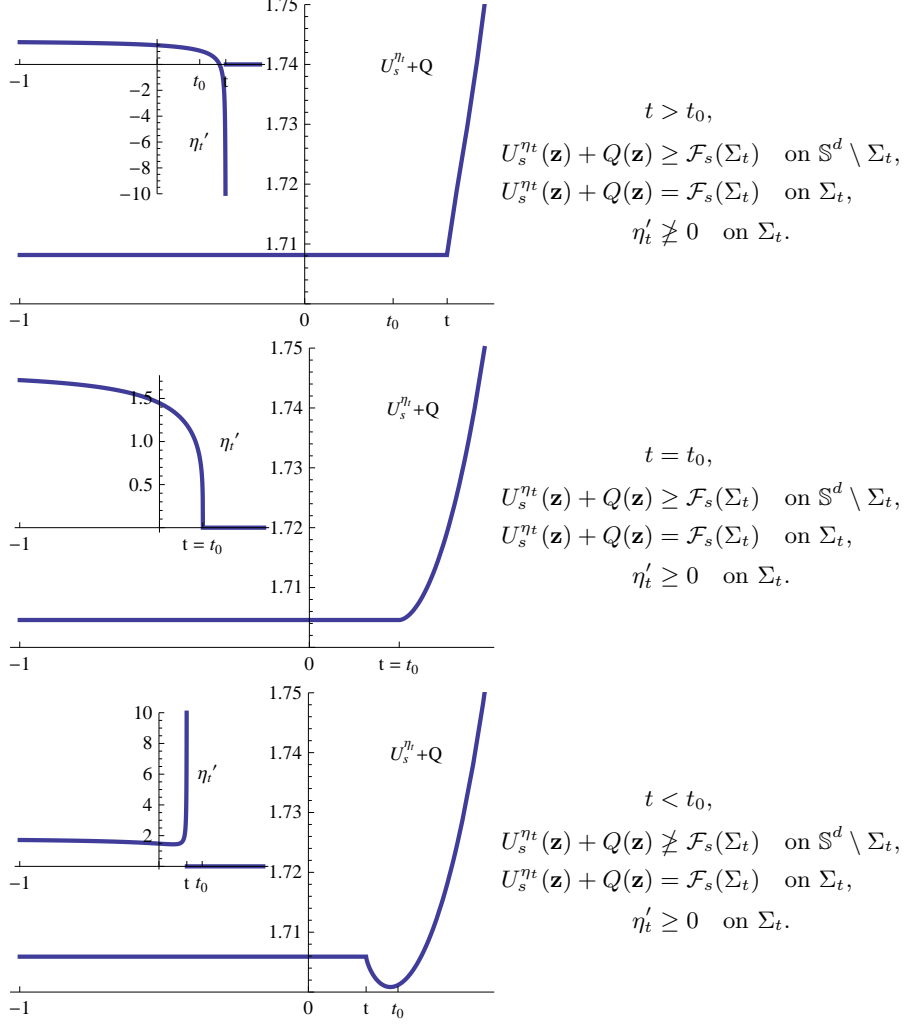 1.75
1.74
1.73
1.72
1.71
-1
0
t₀
t
U_s^{η_t}+Q
-1
t₀
t
-2
-4
-6
-8
-10
η_t′
t > t₀,
U_s^{η_t}(𝐳) + Q(𝐳) ≥ ℱ_s(Σ_t) on 𝕊^d \ Σ_t,
U_s^{η_t}(𝐳) + Q(𝐳) = ℱ_s(Σ_t) on Σ_t,
η′_t ≱ 0 on Σ_t.
1.75
1.74
1.73
1.72
1.71
-1
0
t = t₀
U_s^{η_t}+Q
1.5
1.0
0.5
-1
t = t₀
η_t′
t = t₀,
U_s^{η_t}(𝐳) + Q(𝐳) ≥ ℱ_s(Σ_t) on 𝕊^d \ Σ_t,
U_s^{η_t}(𝐳) + Q(𝐳) = ℱ_s(Σ_t) on Σ_t,
η′_t ≥ 0 on Σ_t.
1.75
1.74
1.73
1.72
1.71
-1
0
t
t₀
U_s^{η_t}+Q
10
8
6
4
2
-1
t t₀
η_t′
t < t₀,
U_s^{η_t}(𝐳) + Q(𝐳) ≱ ℱ_s(Σ_t) on 𝕊^d \ Σ_t,
U_s^{η_t}(𝐳) + Q(𝐳) = ℱ_s(Σ_t) on Σ_t,
η′_t ≥ 0 on Σ_t.